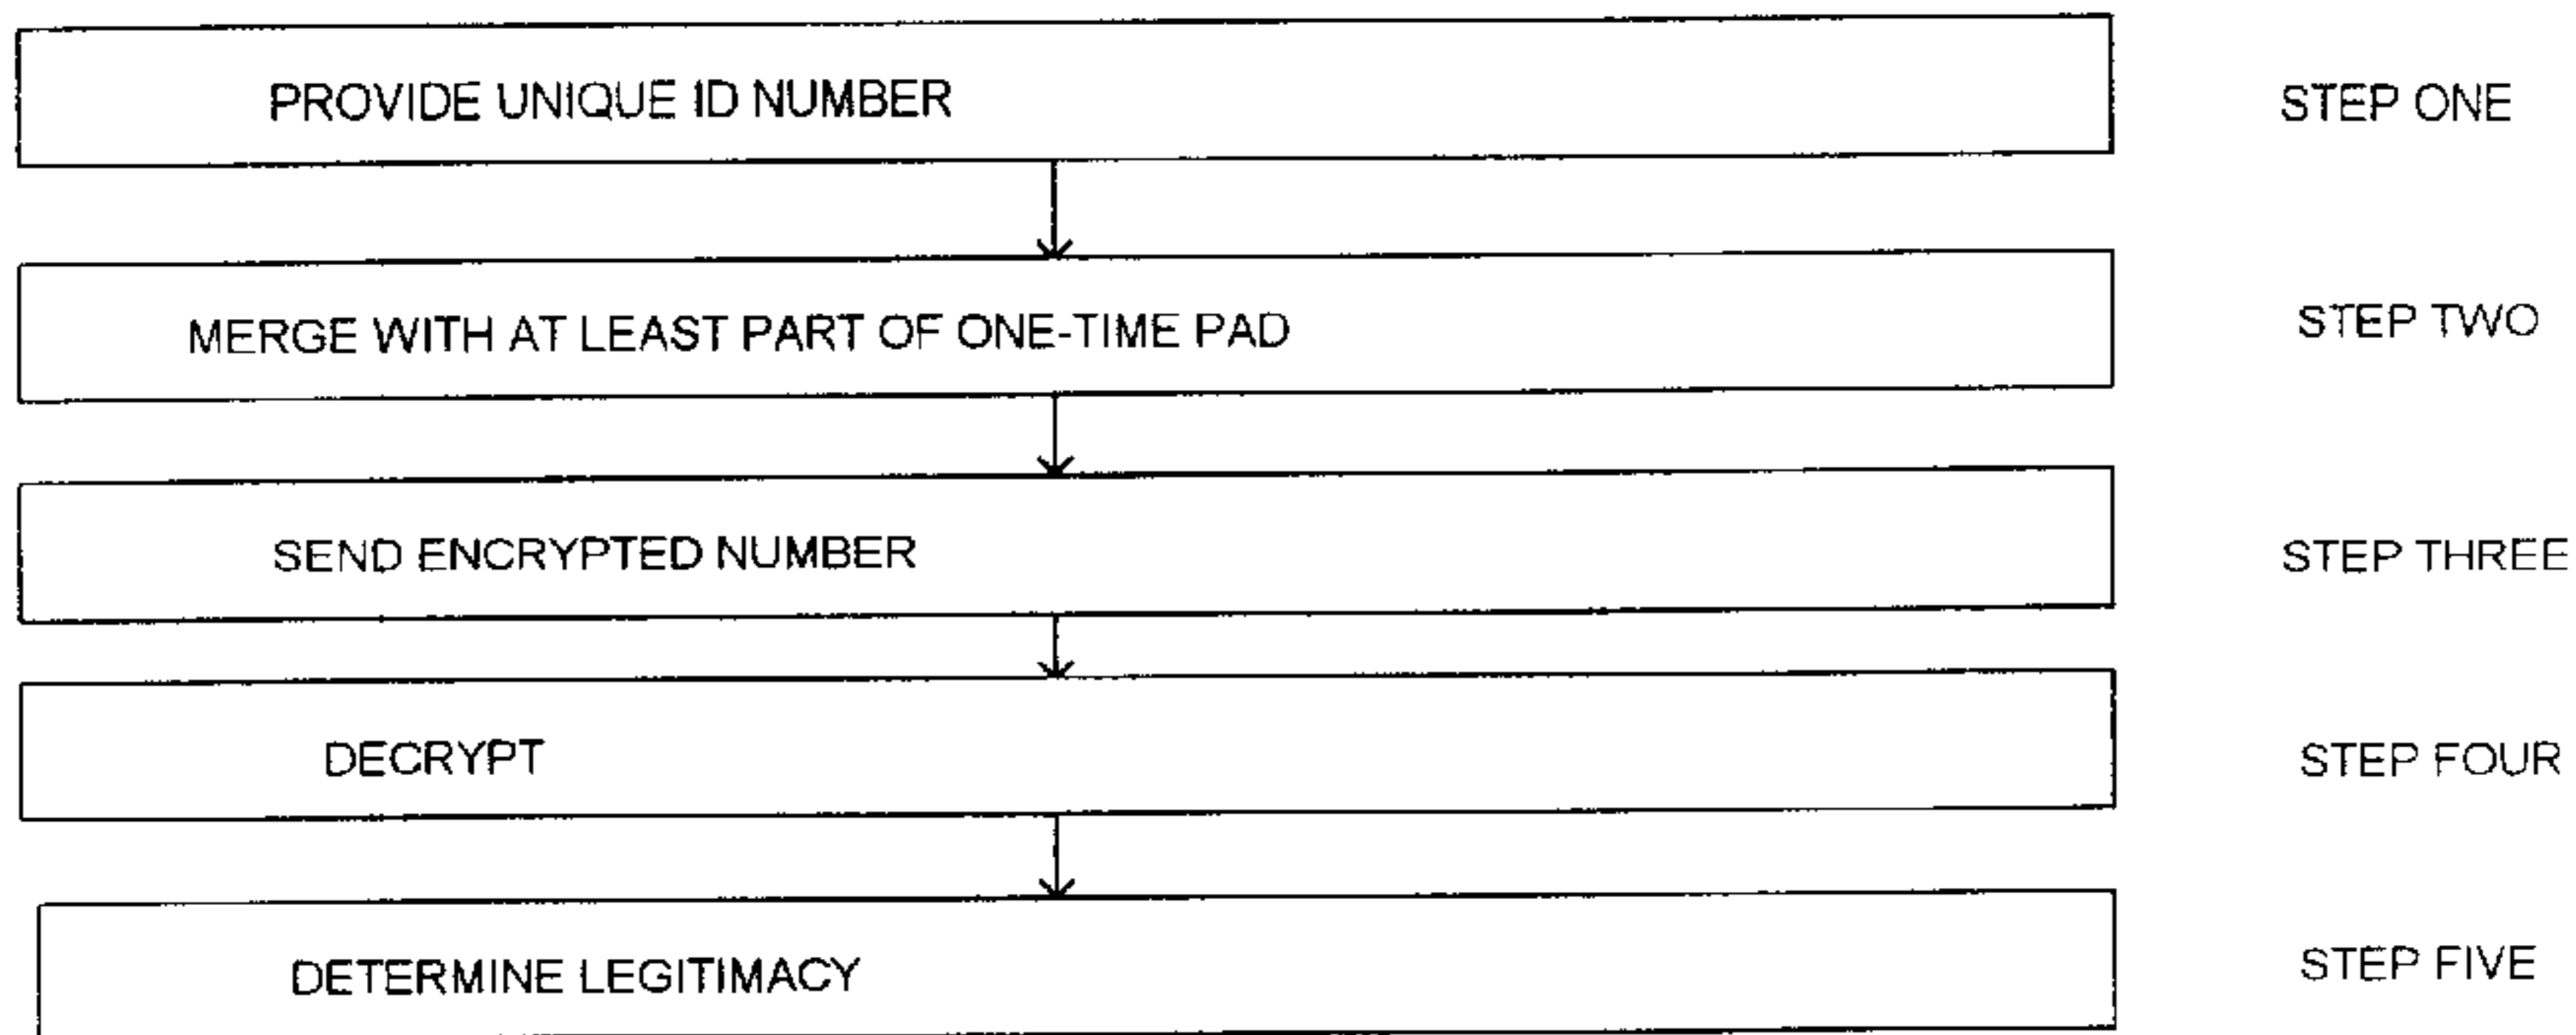 PROVIDE UNIQUE ID NUMBER
STEP ONE
MERGE WITH AT LEAST PART OF ONE-TIME PAD
STEP TWO
SEND ENCRYPTED NUMBER
STEP THREE
DECRYPT
STEP FOUR
DETERMINE LEGITIMACY
STEP FIVE